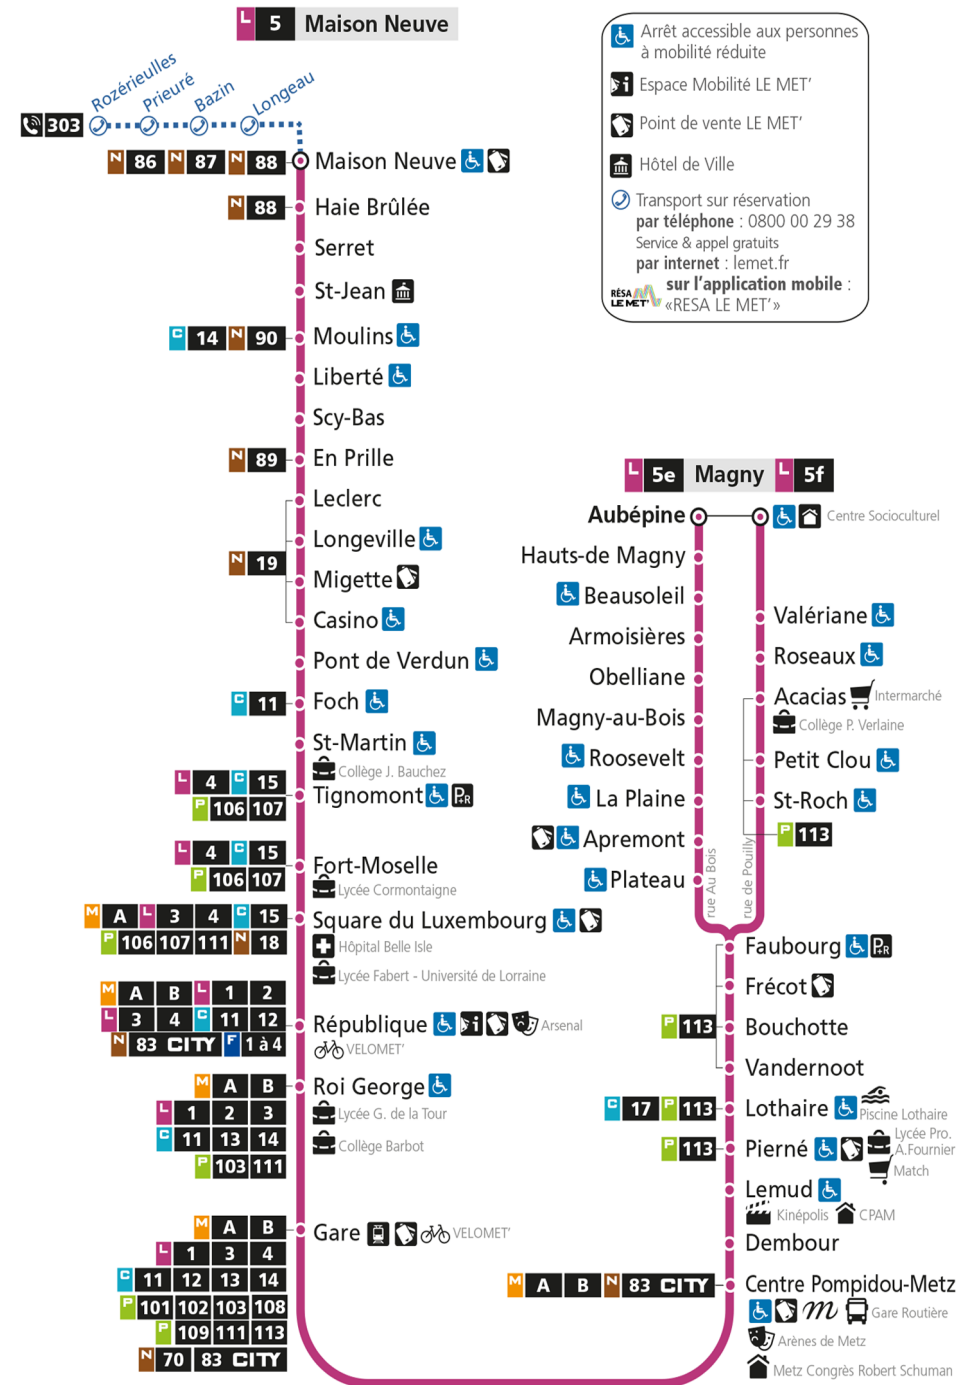 L 5 Maison Neuve
Rozérieulles
Prieuré
Bazin
Longeau
303
N 86 N 87 N 88 Maison Neuve
N 88 Haie Brûlée
Serret
St-Jean
C 14 N 90 Moulins
Liberté
Scy-Bas
N 89 En Prille
Leclerc
Longeville
N 19
Migette
Casino
Pont de Verdun
C 11 Foch
St-Martin
Collège J. Bauchez
L 4 C 15
P 106 107
Tignomont P+R
L 4 C 15
P 106 107
Fort-Moselle
Lycée Cormontaigne
M A L 3 4 C 15
P 106 107 111 N 18
Square du Luxembourg
Hôpital Belle Isle
Lycée Fabert - Université de Lorraine
M A B L 1 2
L 3 4 C 11 12
N 83 CITY F 1 à 4
République i Arsenal
VELOMET'
M A B
L 1 2 3
C 11 13 14
P 103 111
Roi George
Lycée G. de la Tour
Collège Barbot
M A B
L 1 3 4
C 11 12 13 14
P 101 102 103 108
P 109 111 113
N 70 83 CITY
Gare VELOMET'
Arrêt accessible aux personnes
à mobilité réduite
i Espace Mobilité LE MET'
Point de vente LE MET'
Hôtel de Ville
Transport sur réservation
par téléphone : 0800 00 29 38
Service & appel gratuits
par internet : lemet.fr
RÉSA LE MET' sur l'application mobile :
«RESA LE MET'»
L 5e Magny L 5f
Aubépine Centre Socioculturel
Hauts-de Magny
Beausoleil
Armoisières
Obelliane
Magny-au-Bois
Roosevelt
La Plaine
Apremont
Plateau
rue Au Bois
Valériane
Roseaux
Acacias Intermarché
Collège P. Verlaine
Petit Clou
St-Roch
P 113
rue de Pouilly
Faubourg P+R
Frécot
P 113 Bouchotte
Vandernoot
C 17 P 113 Lothaire
Piscine Lothaire
P 113 Pierné
Lycée Pro.
A.Fournier
Match
Lemud
Kinépolis CPAM
Dembour
M A B N 83 CITY Centre Pompidou-Metz
m Gare Routière
Arènes de Metz
Metz Congrès Robert Schuman